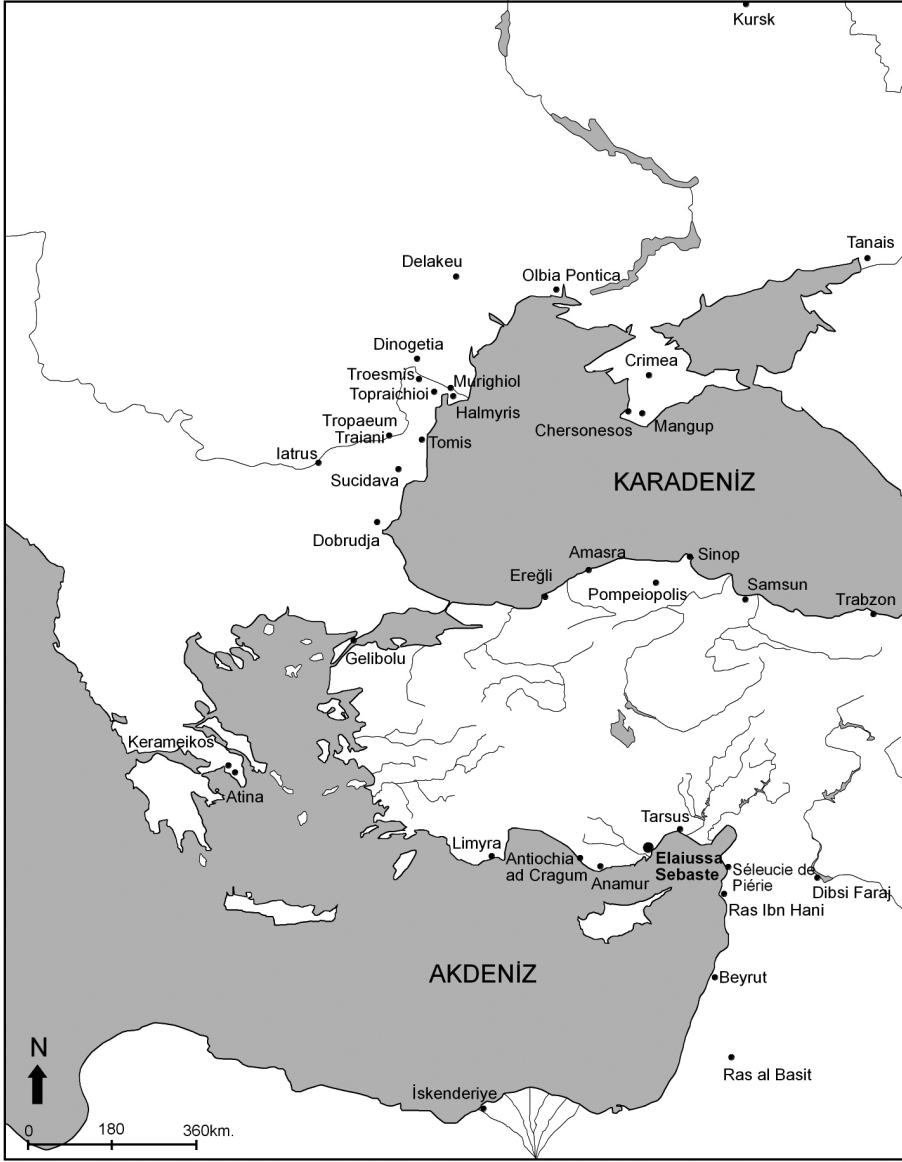 Kursk
Tanais
Delakeu
Olbia Pontica
Dinogetia
Troesmis
Murighiol
Topraichioi
Halmyris
Crimea
Tropaeum
Traiani
Tomis
Chersonesos
Mangup
Iatrus
Sucidava
KARADENİZ
Dobrudja
Amasra
Sinop
Ereğli
Pompeiopolis
Samsun
Trabzon
Gelibolu
Kerameikos
Atina
Tarsus
Limyra
Antiochia
ad Cragum
Anamur
Elaiussa
Sebaste
Séleucie de
Piérie
Dibsi Faraj
Ras Ibn Hani
AKDENİZ
Beyrut
N
Ras al Basit
İskenderiye
0 180 360km.